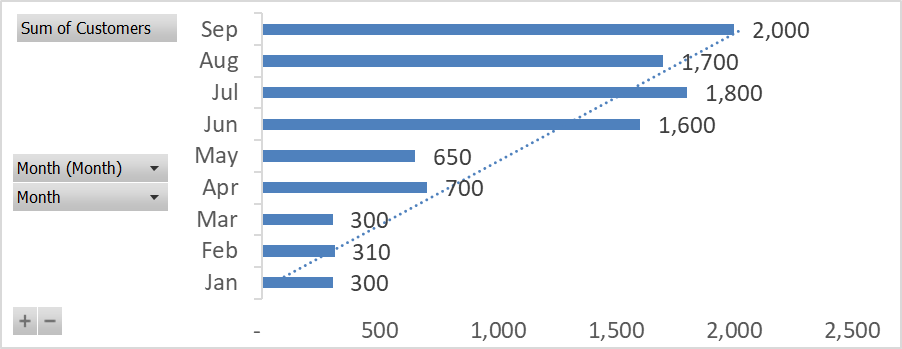 Sum of Customers
Sep 2,000
Aug 1,700
Jul 1,800
Jun 1,600
Month (Month)
May 650
Month
Apr 700
Mar 300
Feb 310
Jan 300
+ −
- 500 1,000 1,500 2,000 2,500